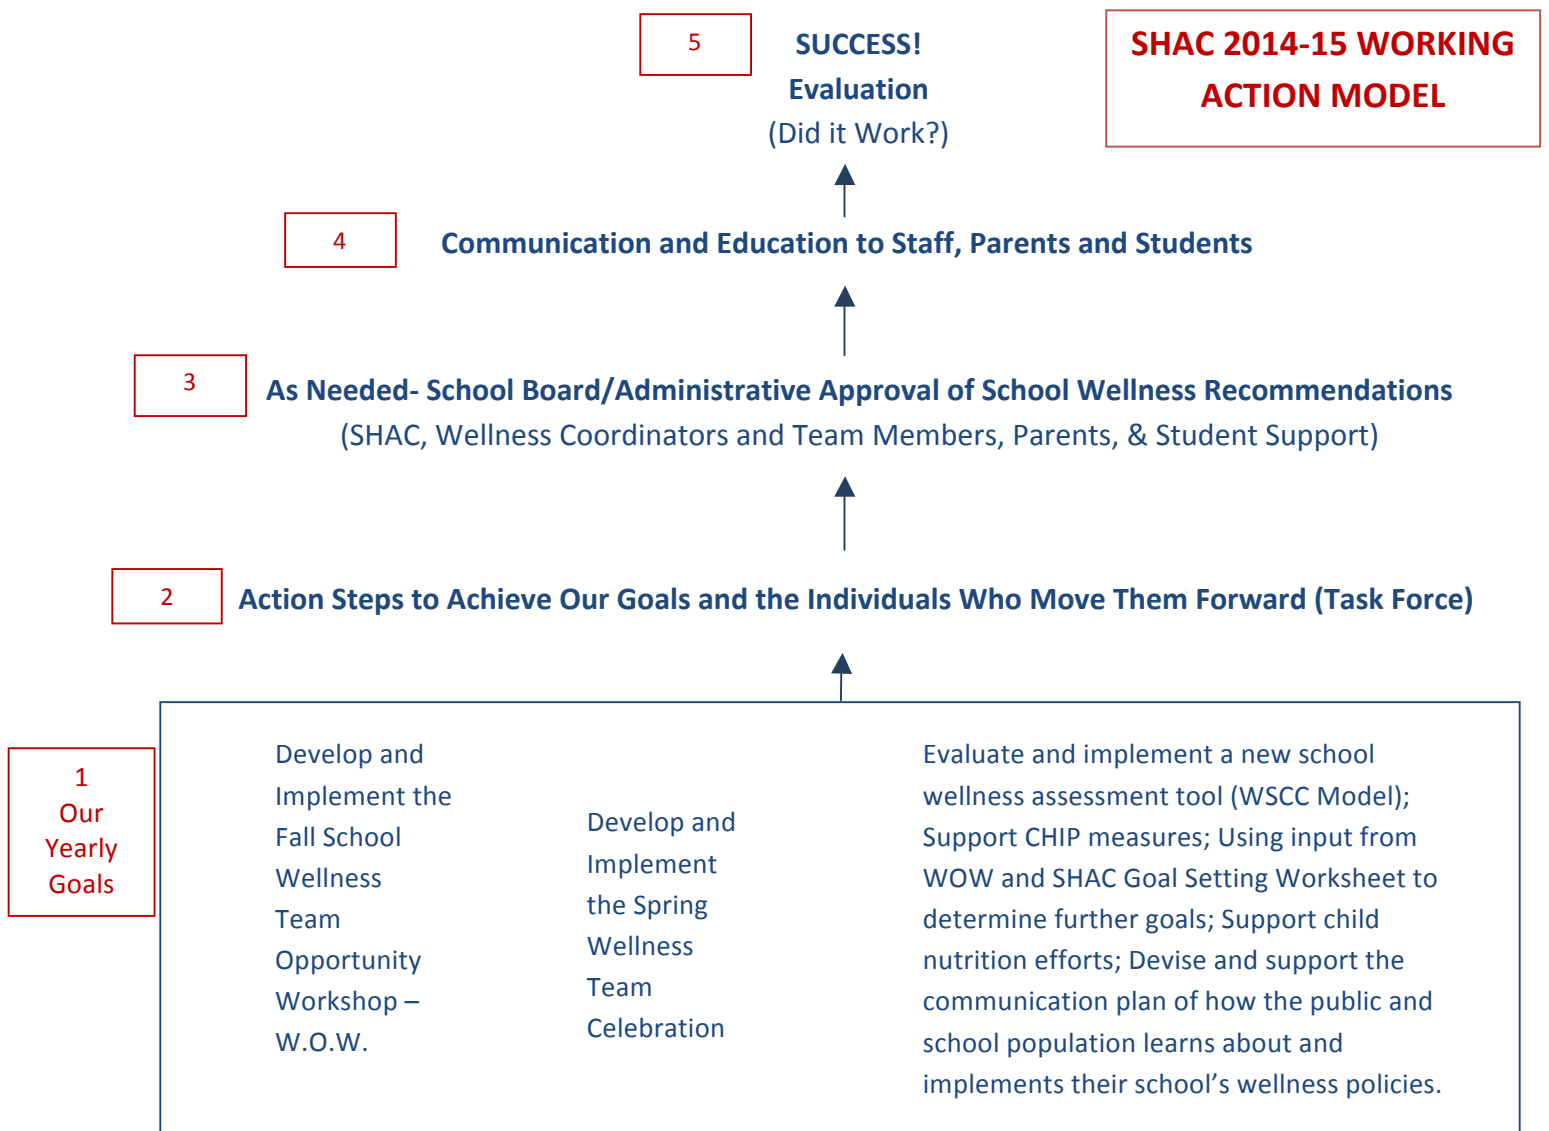 5
SUCCESS!
Evaluation
(Did it Work?)
SHAC 2014-15 WORKING
ACTION MODEL
4
Communication and Education to Staff, Parents and Students
3
As Needed- School Board/Administrative Approval of School Wellness Recommendations
(SHAC, Wellness Coordinators and Team Members, Parents, & Student Support)
2
Action Steps to Achieve Our Goals and the Individuals Who Move Them Forward (Task Force)
1
Our
Yearly
Goals
Develop and
Implement the
Fall School
Wellness
Team
Opportunity
Workshop –
W.O.W.
Develop and
Implement
the Spring
Wellness
Team
Celebration
Evaluate and implement a new school
wellness assessment tool (WSCC Model);
Support CHIP measures; Using input from
WOW and SHAC Goal Setting Worksheet to
determine further goals; Support child
nutrition efforts; Devise and support the
communication plan of how the public and
school population learns about and
implements their school’s wellness policies.